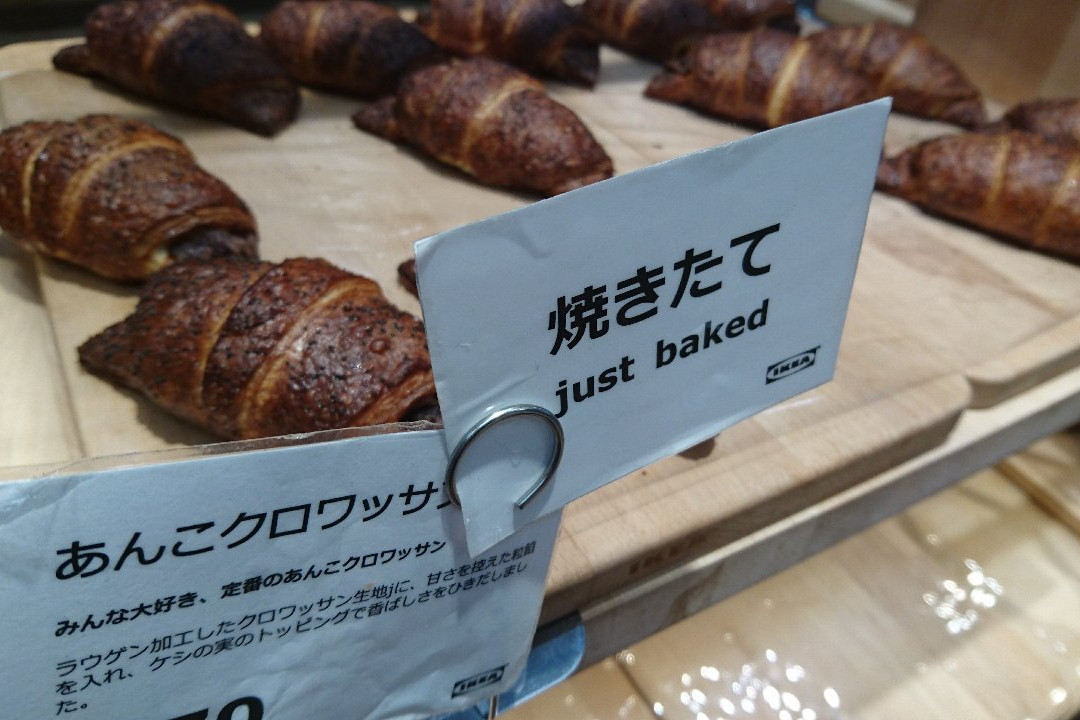 焼きたて
just baked
IKEA
あんこクロワッサン
みんな大好き、定番のあんこクロワッサン
ラウゲン加工したクロワッサン生地jに、甘さを控えた粒餡
を入れ、ケシの実のトッピングで香ばしさをひきだしまし
た。
IKEA